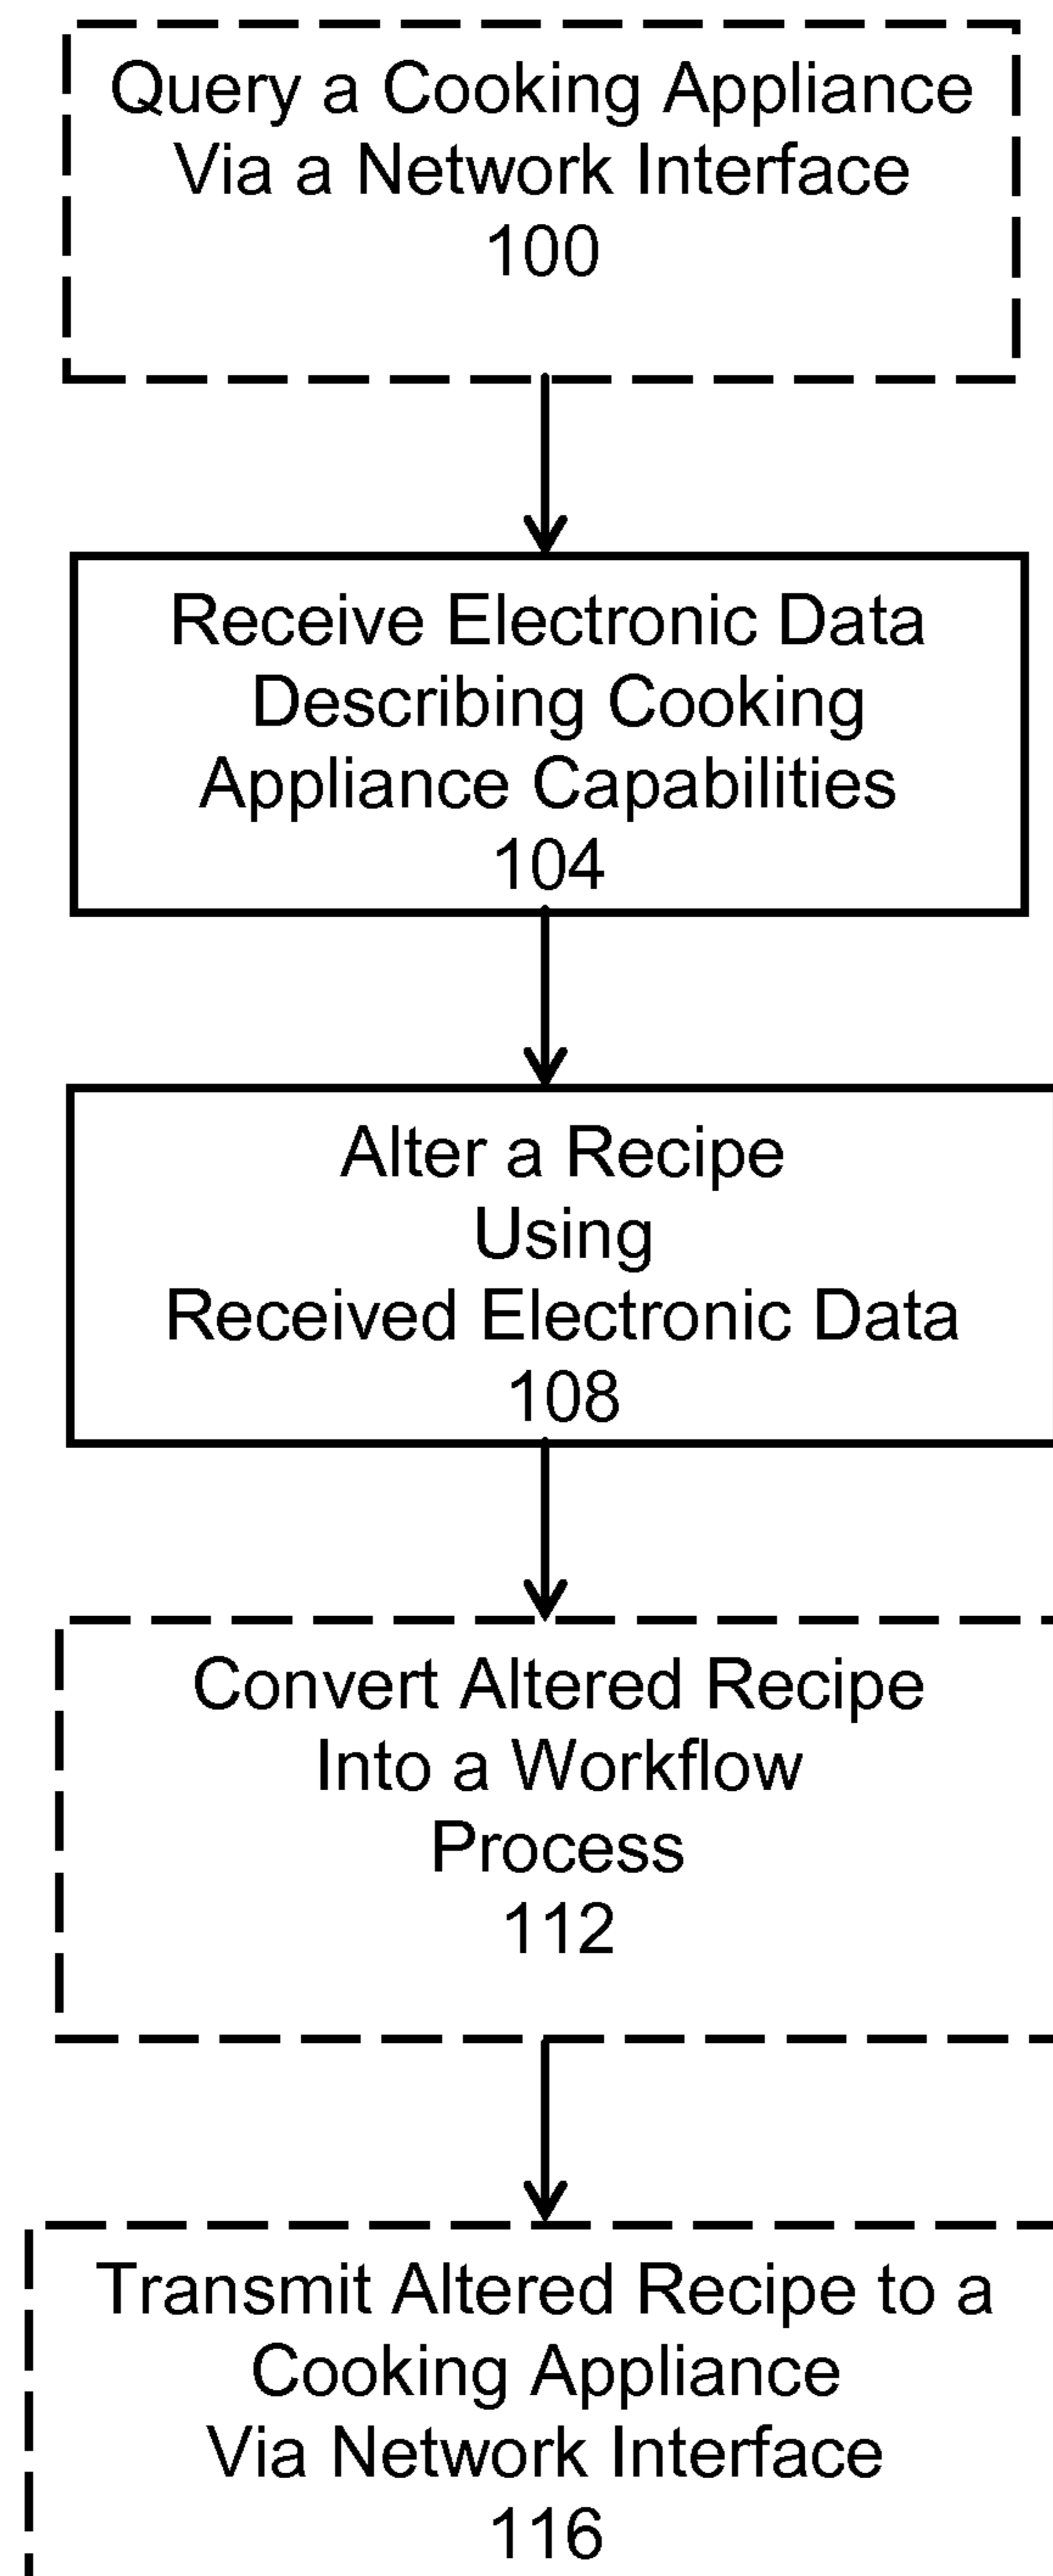 Query a Cooking Appliance
Via a Network Interface
100
Receive Electronic Data
Describing Cooking
Appliance Capabilities
104
Alter a Recipe
Using
Received Electronic Data
108
Convert Altered Recipe
Into a Workflow
Process
112
Transmit Altered Recipe to a
Cooking Appliance
Via Network Interface
116